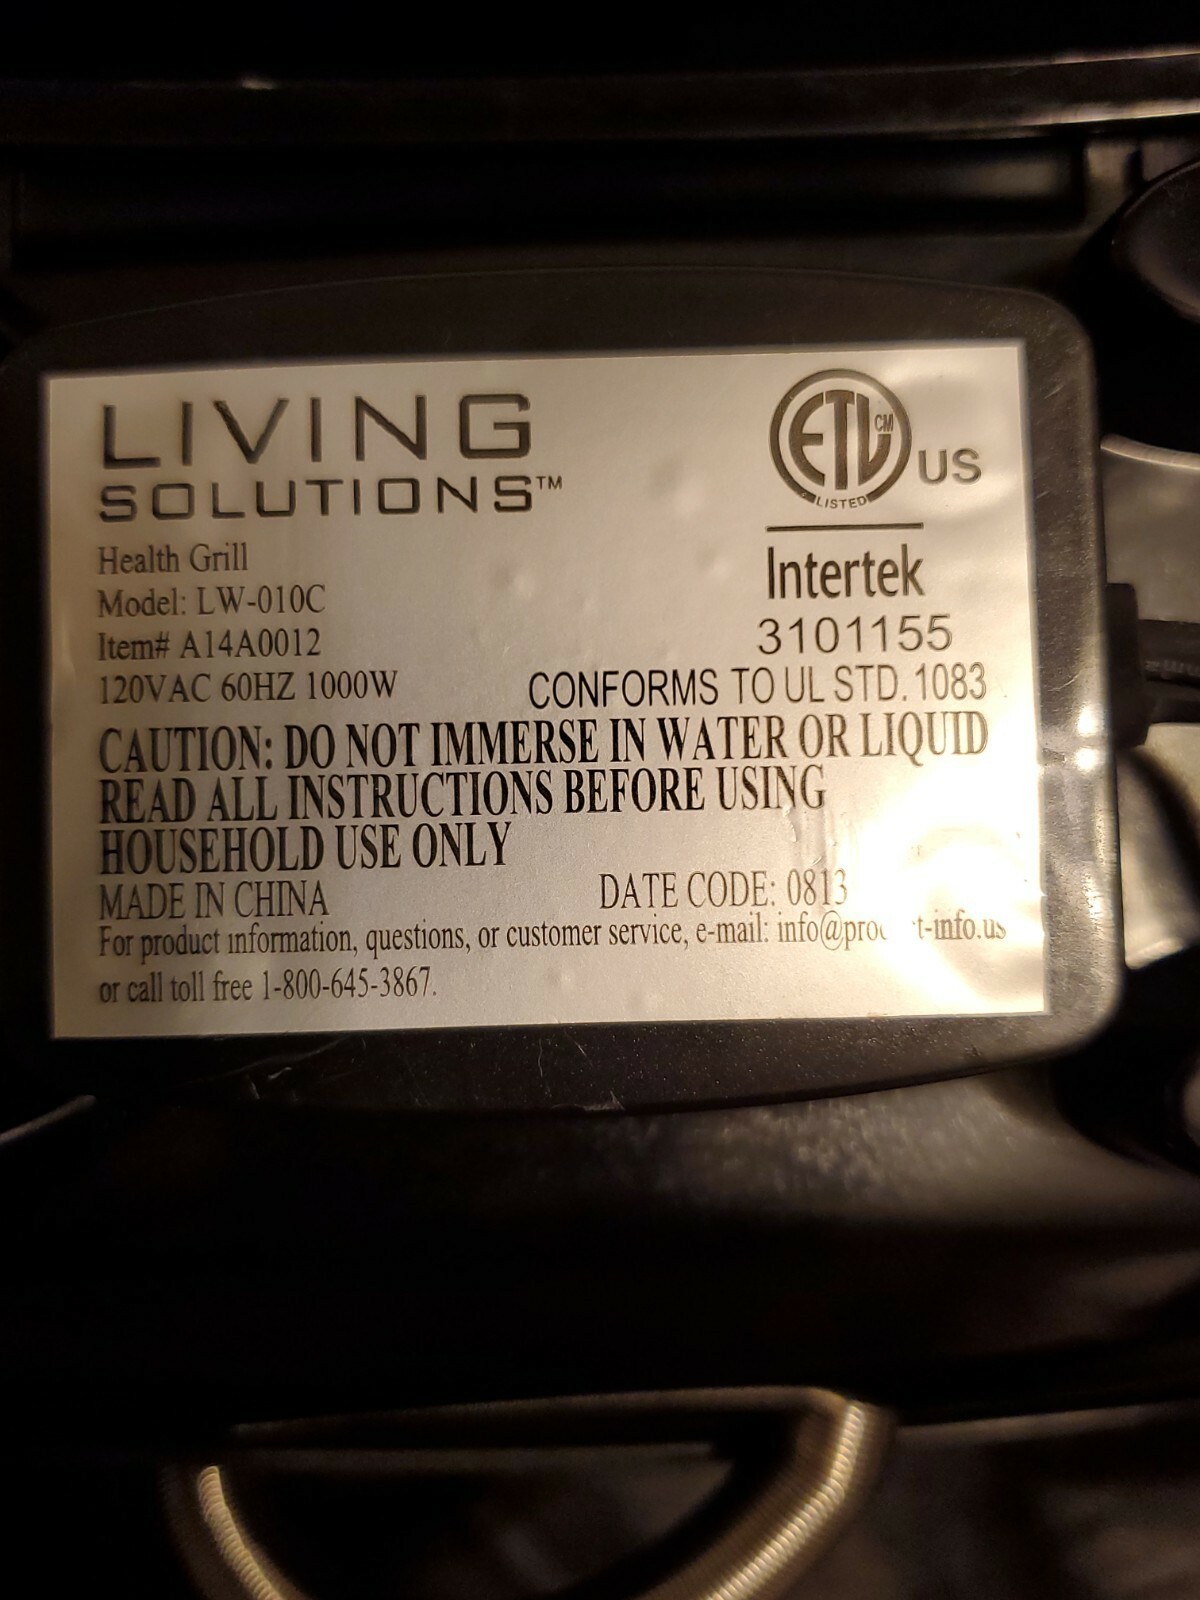 LIVING
SOLUTIONS™
ETL CM
LISTED
US
Intertek
3101155
Health Grill
Model: LW-010C
Item# A14A0012
120VAC 60HZ 1000W
CONFORMS TO UL STD. 1083
CAUTION: DO NOT IMMERSE IN WATER OR LIQUID
READ ALL INSTRUCTIONS BEFORE USING
HOUSEHOLD USE ONLY
MADE IN CHINA
DATE CODE: 0813
For product information, questions, or customer service, e-mail:
or call toll free 1-800-645-3867.